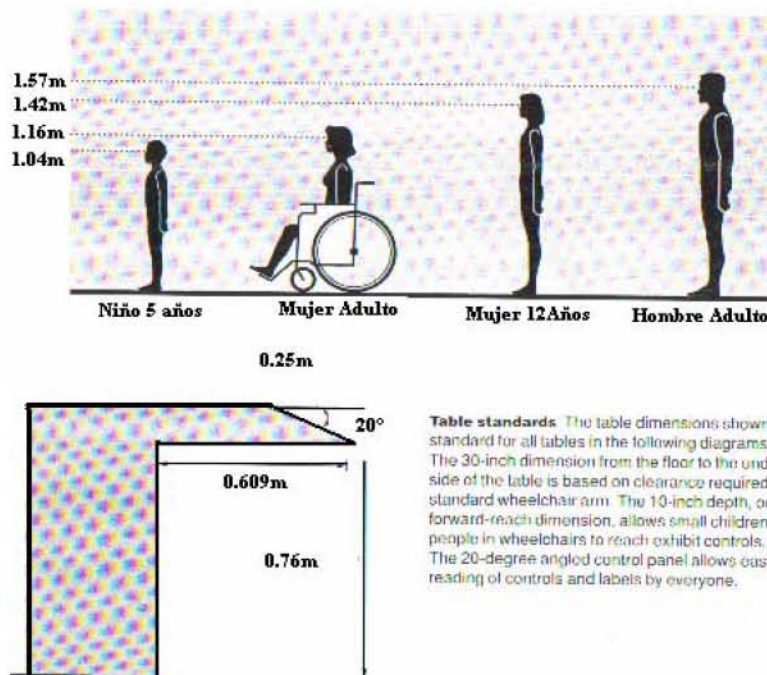 1.57m
1.42m
1.16m
1.04m
Niño 5 años
Mujer Adulto
Mujer 12Años
Hombre Adulto
0.25m
20°
0.609m
0.76m
Table standards The table dimensions shown
standard for all tables in the following diagrams
The 30-inch dimension from the floor to the und
side of the table is based on clearance required
standard wheelchair arm. The 10-inch depth, o
forward-reach dimension, allows small children
people in wheelchairs to reach exhibit controls.
The 20-degree angled control panel allows eas
reading of controls and labels by everyone.